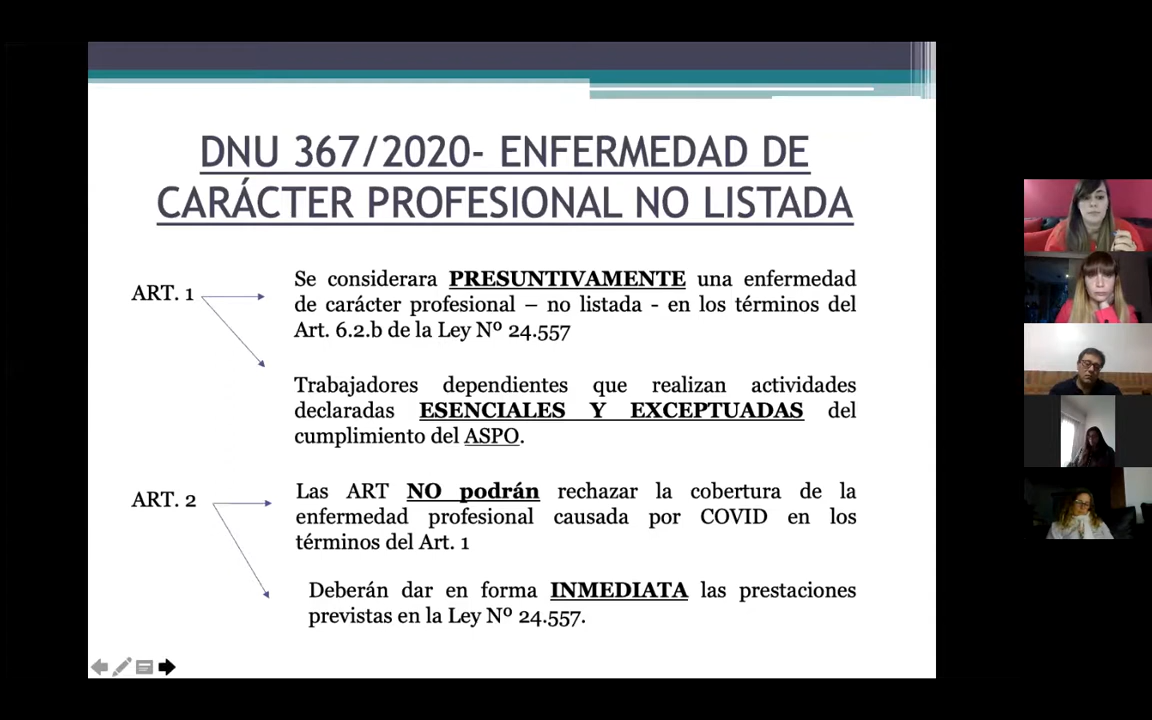 DNU 367/2020- ENFERMEDAD DE
CARÁCTER PROFESIONAL NO LISTADA
ART. 1
Se considerara PRESUNTIVAMENTE una enfermedad
de carácter profesional – no listada - en los términos del
Art. 6.2.b de la Ley Nº 24.557
Trabajadores dependientes que realizan actividades
declaradas ESENCIALES Y EXCEPTUADAS del
cumplimiento del ASPO.
ART. 2
Las ART NO podrán rechazar la cobertura de la
enfermedad profesional causada por COVID en los
términos del Art. 1
Deberán dar en forma INMEDIATA las prestaciones
previstas en la Ley Nº 24.557.